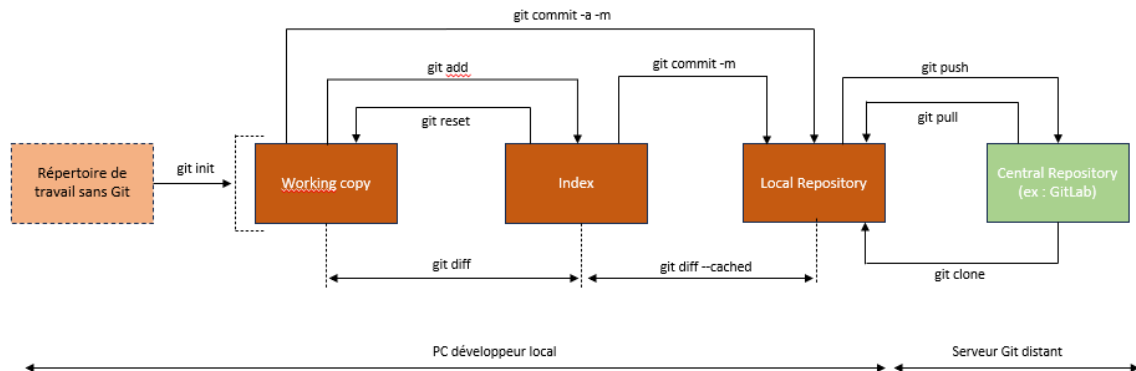 git commit -a -m
git add
git commit -m
git push
git reset
git pull
Répertoire de
travail sans Git
git init
Working copy
Index
Local Repository
Central Repository
(ex : GitLab)
git diff
git diff --cached
git clone
PC développeur local
Serveur Git distant